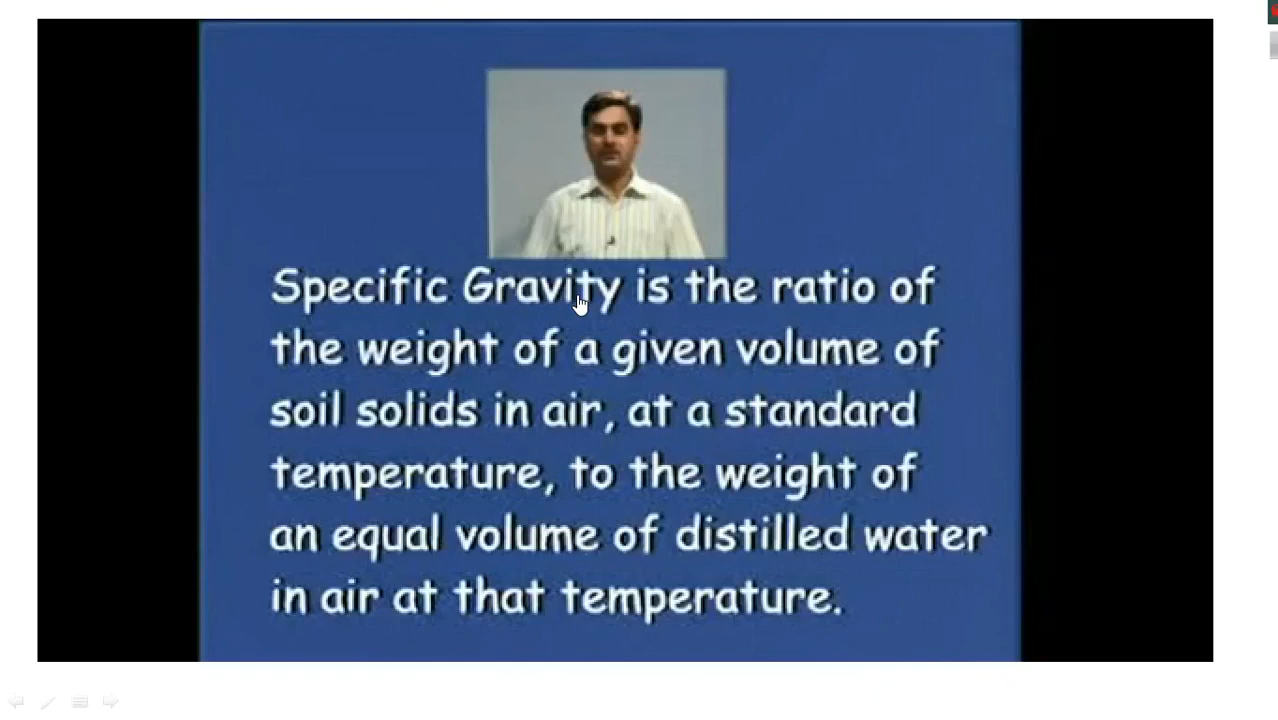 Specific Gravity is the ratio of
the weight of a given volume of
soil solids in air, at a standard
temperature, to the weight of
an equal volume of distilled water
in air at that temperature.